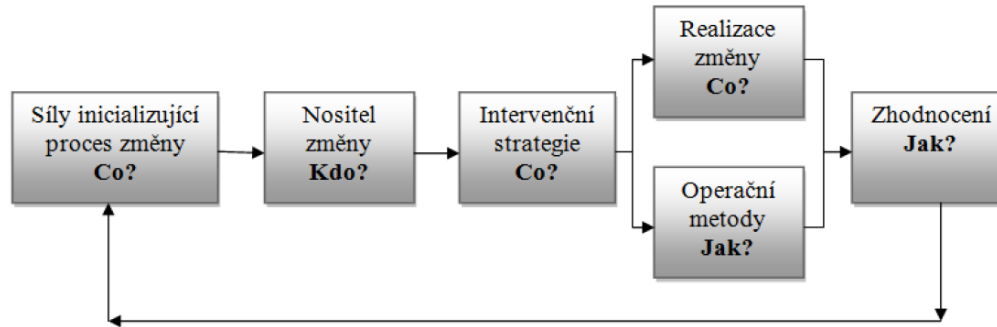 Síly inicializující
proces změny
Co?
Nositel
změny
Kdo?
Intervenční
strategie
Co?
Realizace
změny
Co?
Operační
metody
Jak?
Zhodnocení
Jak?